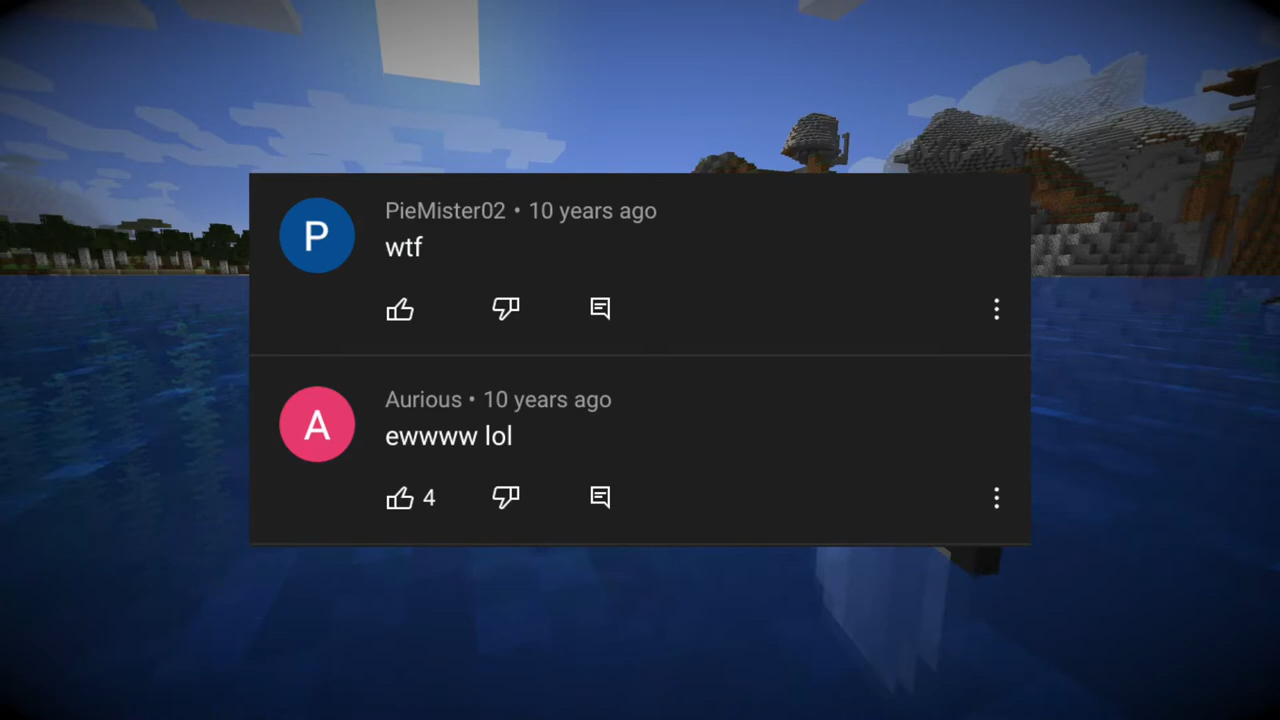 P
PieMister02 • 10 years ago
wtf
A
Aurious • 10 years ago
ewwww lol
4